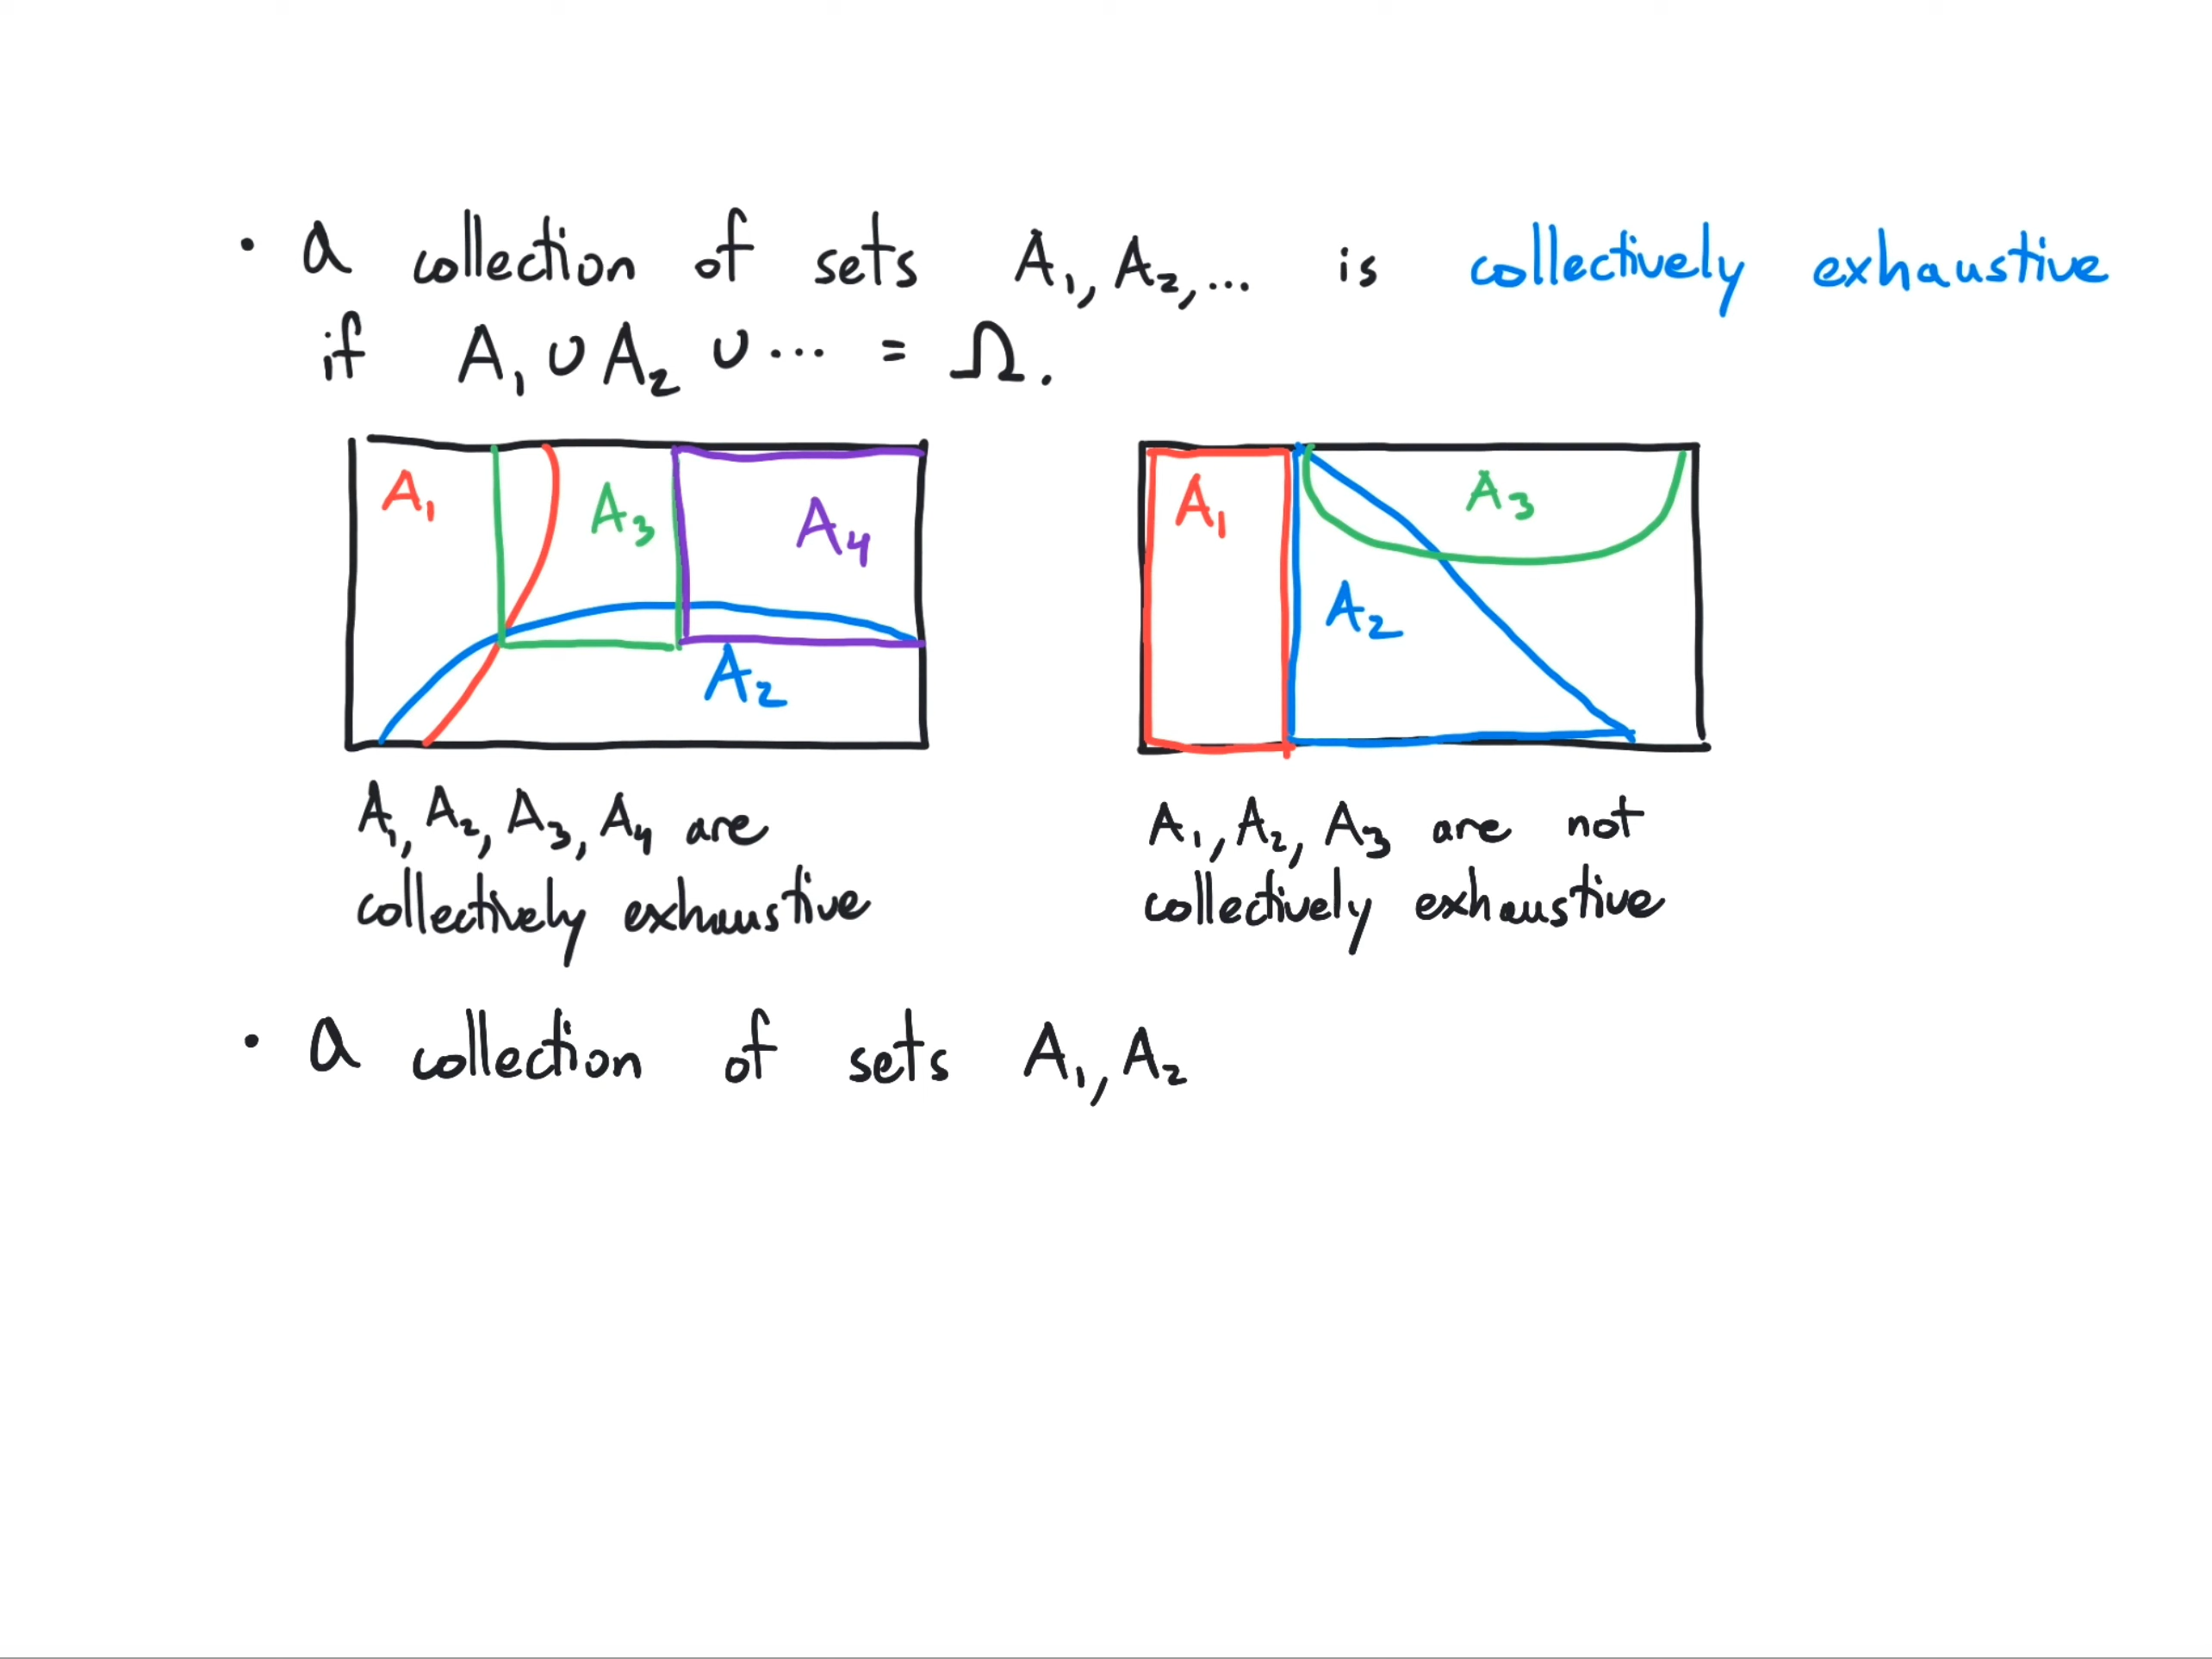 • a collection of sets A₁, A₂, ... is collectively exhaustive
if A₁ ∪ A₂ ∪ ... = Ω.
A₁ A₃ A₄ A₂
A₁ A₃ A₂
A₁, A₂, A₃, A₄ are
collectively exhaustive
A₁, A₂, A₃ are not
collectively exhaustive
• a collection of sets A₁, A₂